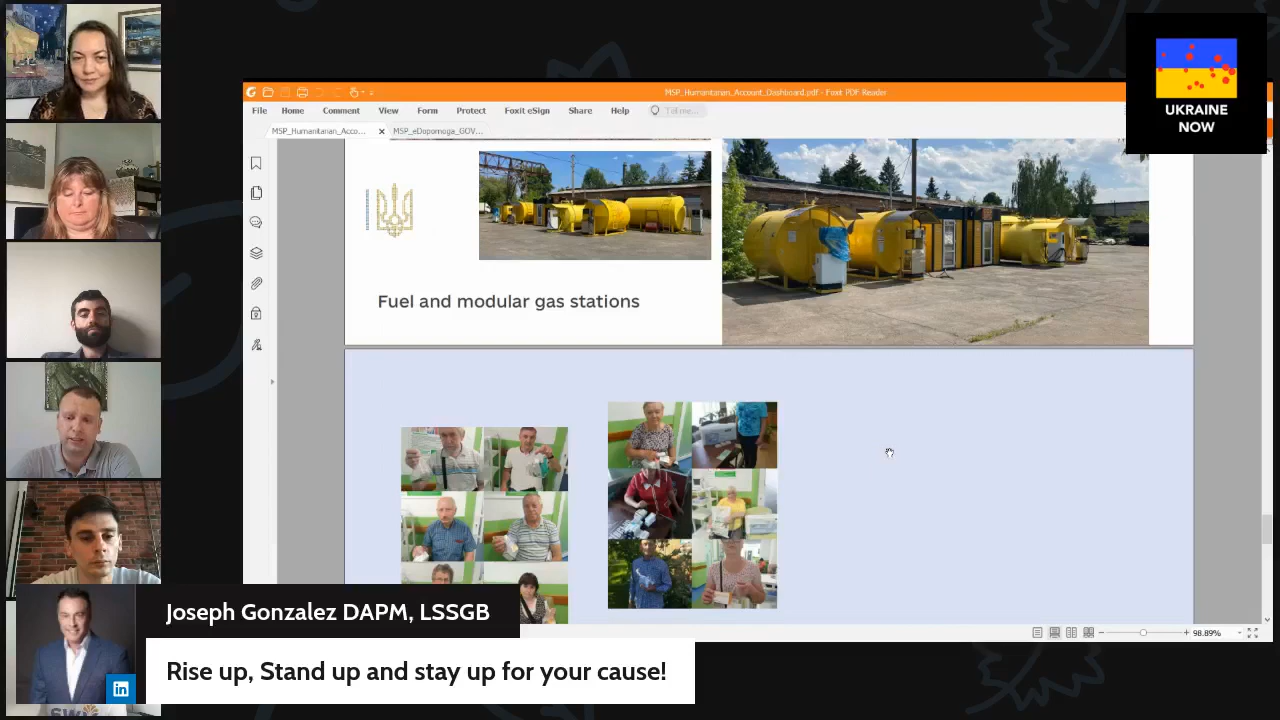 MSP_Humanitarian_Account_Dashboard.pdf - Foxit PDF Reader
File Home Comment View Form Protect Foxit eSign Share Help Tell me...
MSP_Humanitarian_Acco... MSP_eDopomoga_GOV...
UKRAINE
NOW
Fuel and modular gas stations
98.89%
Joseph Gonzalez DAPM, LSSGB
in
Rise up, Stand up and stay up for your cause!